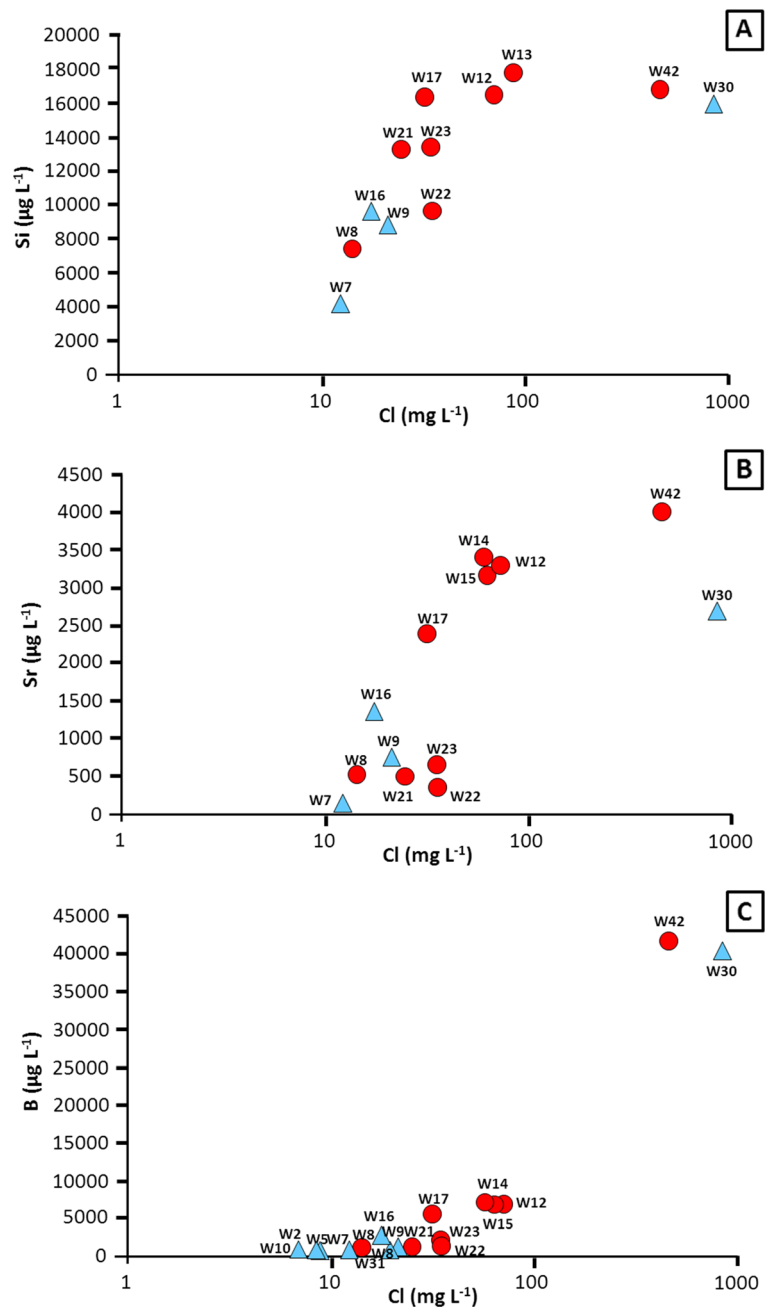 A
20000
18000
16000
14000
12000
10000
8000
6000
4000
2000
0
Si (µg L-1)
W13
W17
W12
W42
W30
W21
W23
W16
W9
W22
W8
W7
1
10
100
1000
Cl (mg L-1)
B
4500
4000
3500
3000
2500
2000
1500
1000
500
0
Sr (µg L-1)
W42
W14
W12
W15
W30
W17
W16
W9
W23
W8
W7
W21
W22
1
10
100
1000
Cl (mg L-1)
C
45000
40000
35000
30000
25000
20000
15000
10000
5000
0
B (µg L-1)
W42
W30
W14
W17
W12
W15
W16
W2
W5
W7
W8
W9
W21
W23
W10
W31
W8
W22
1
10
100
1000
Cl (mg L-1)